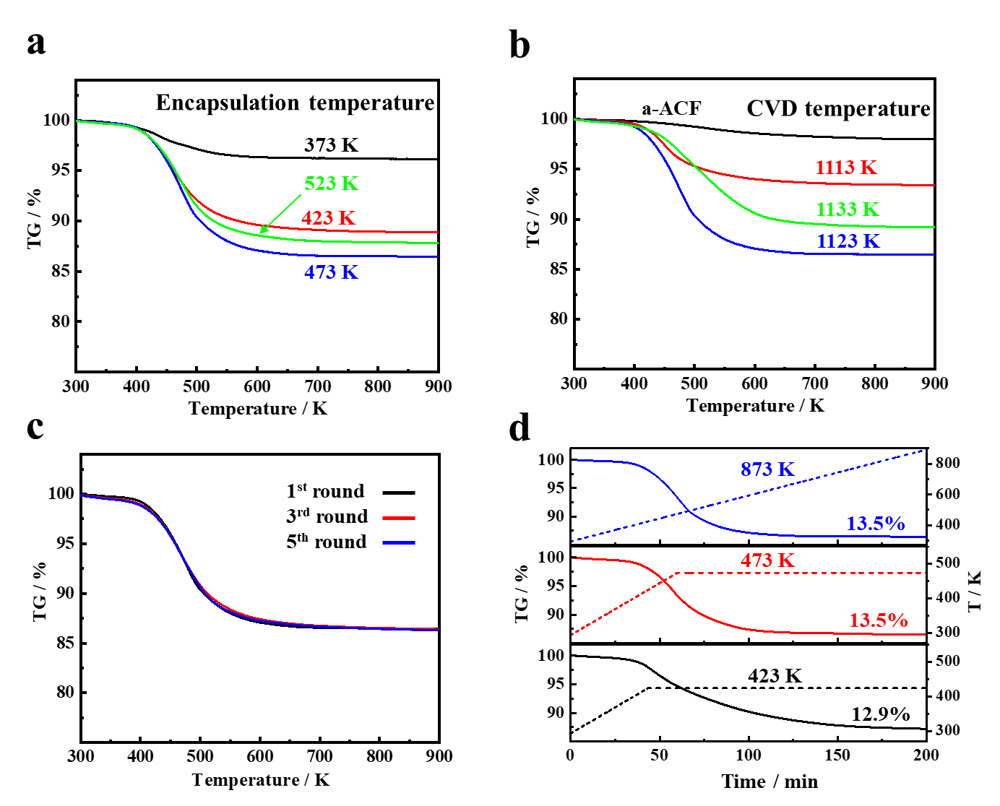 a
Encapsulation temperature
373 K
523 K
423 K
473 K
100
95
90
85
80
TG / %
300 400 500 600 700 800 900
Temperature / K
b
a-ACF
CVD temperature
1113 K
1133 K
1123 K
100
95
90
85
80
TG / %
300 400 500 600 700 800 900
Temperature / K
c
1st round
3rd round
5th round
100
95
90
85
80
TG / %
300 400 500 600 700 800 900
Temperature / K
d
873 K
13.5%
100
95
90
800
600
400
473 K
13.5%
100
95
90
500
400
300
423 K
12.9%
100
95
90
500
400
300
TG / %
T / K
0 50 100 150 200
Time / min